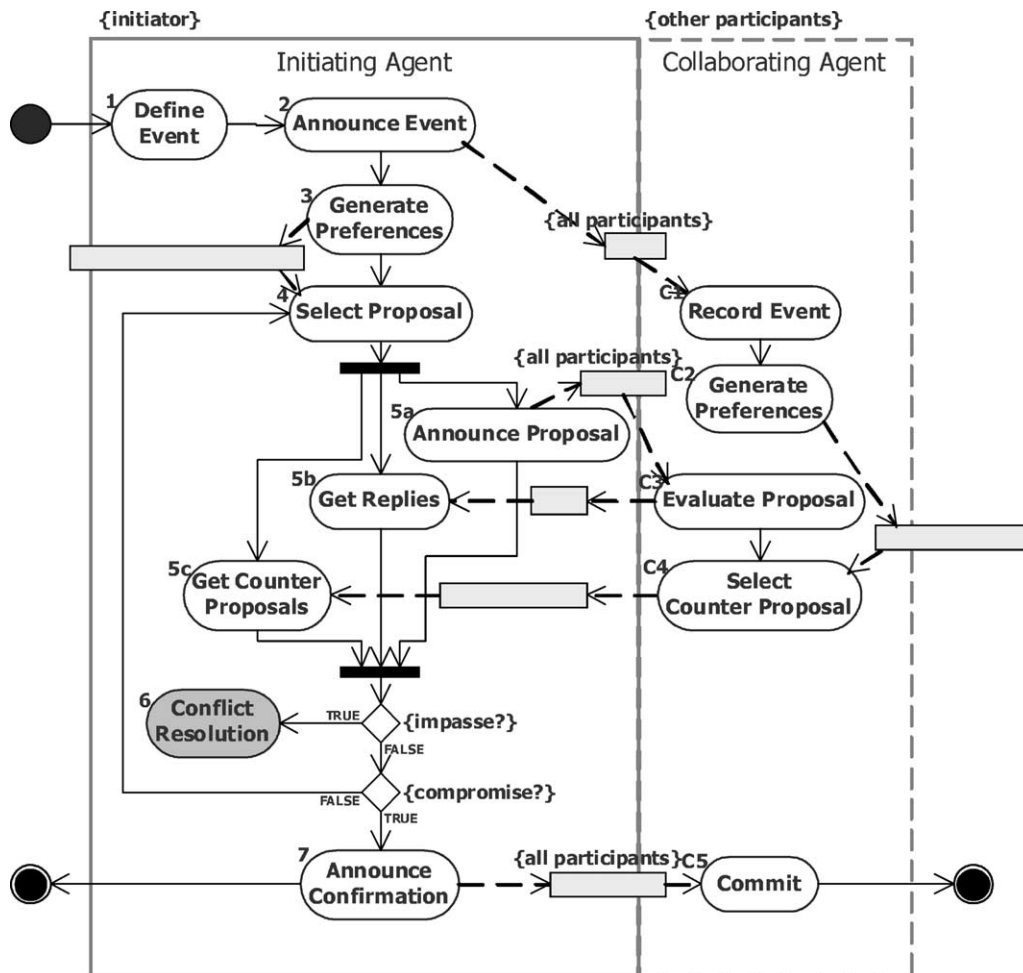 {initiator}
{other participants}
Initiating Agent
Collaborating Agent
1
Define
Event
2
Announce Event
3
Generate
Preferences
{all participants}
4
Select Proposal
C1
Record Event
{all participants}
C2
Generate
Preferences
5a
Announce Proposal
5b
Get Replies
C3
Evaluate Proposal
5c
Get Counter
Proposals
C4
Select
Counter Proposal
6
Conflict
Resolution
TRUE
{impasse?}
FALSE
FALSE
{compromise?}
TRUE
7
Announce
Confirmation
{all participants}
C5
Commit